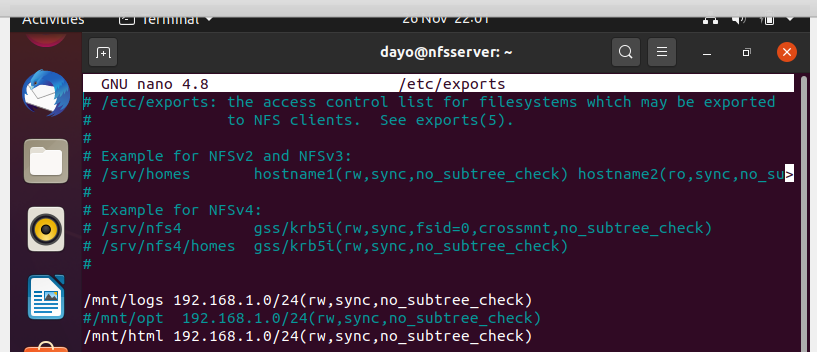 Activities Terminal 26 Nov 22:01
dayo@nfsserver: ~
GNU nano 4.8 /etc/exports
# /etc/exports: the access control list for filesystems which may be exported
# to NFS clients.  See exports(5).
#
# Example for NFSv2 and NFSv3:
# /srv/homes hostname1(rw,sync,no_subtree_check) hostname2(ro,sync,no_su>
#
# Example for NFSv4:
# /srv/nfs4 gss/krb5i(rw,sync,fsid=0,crossmnt,no_subtree_check)
# /srv/nfs4/homes  gss/krb5i(rw,sync,no_subtree_check)
#
/mnt/logs 192.168.1.0/24(rw,sync,no_subtree_check)
#/mnt/opt  192.168.1.0/24(rw,sync,no_subtree_check)
/mnt/html 192.168.1.0/24(rw,sync,no_subtree_check)